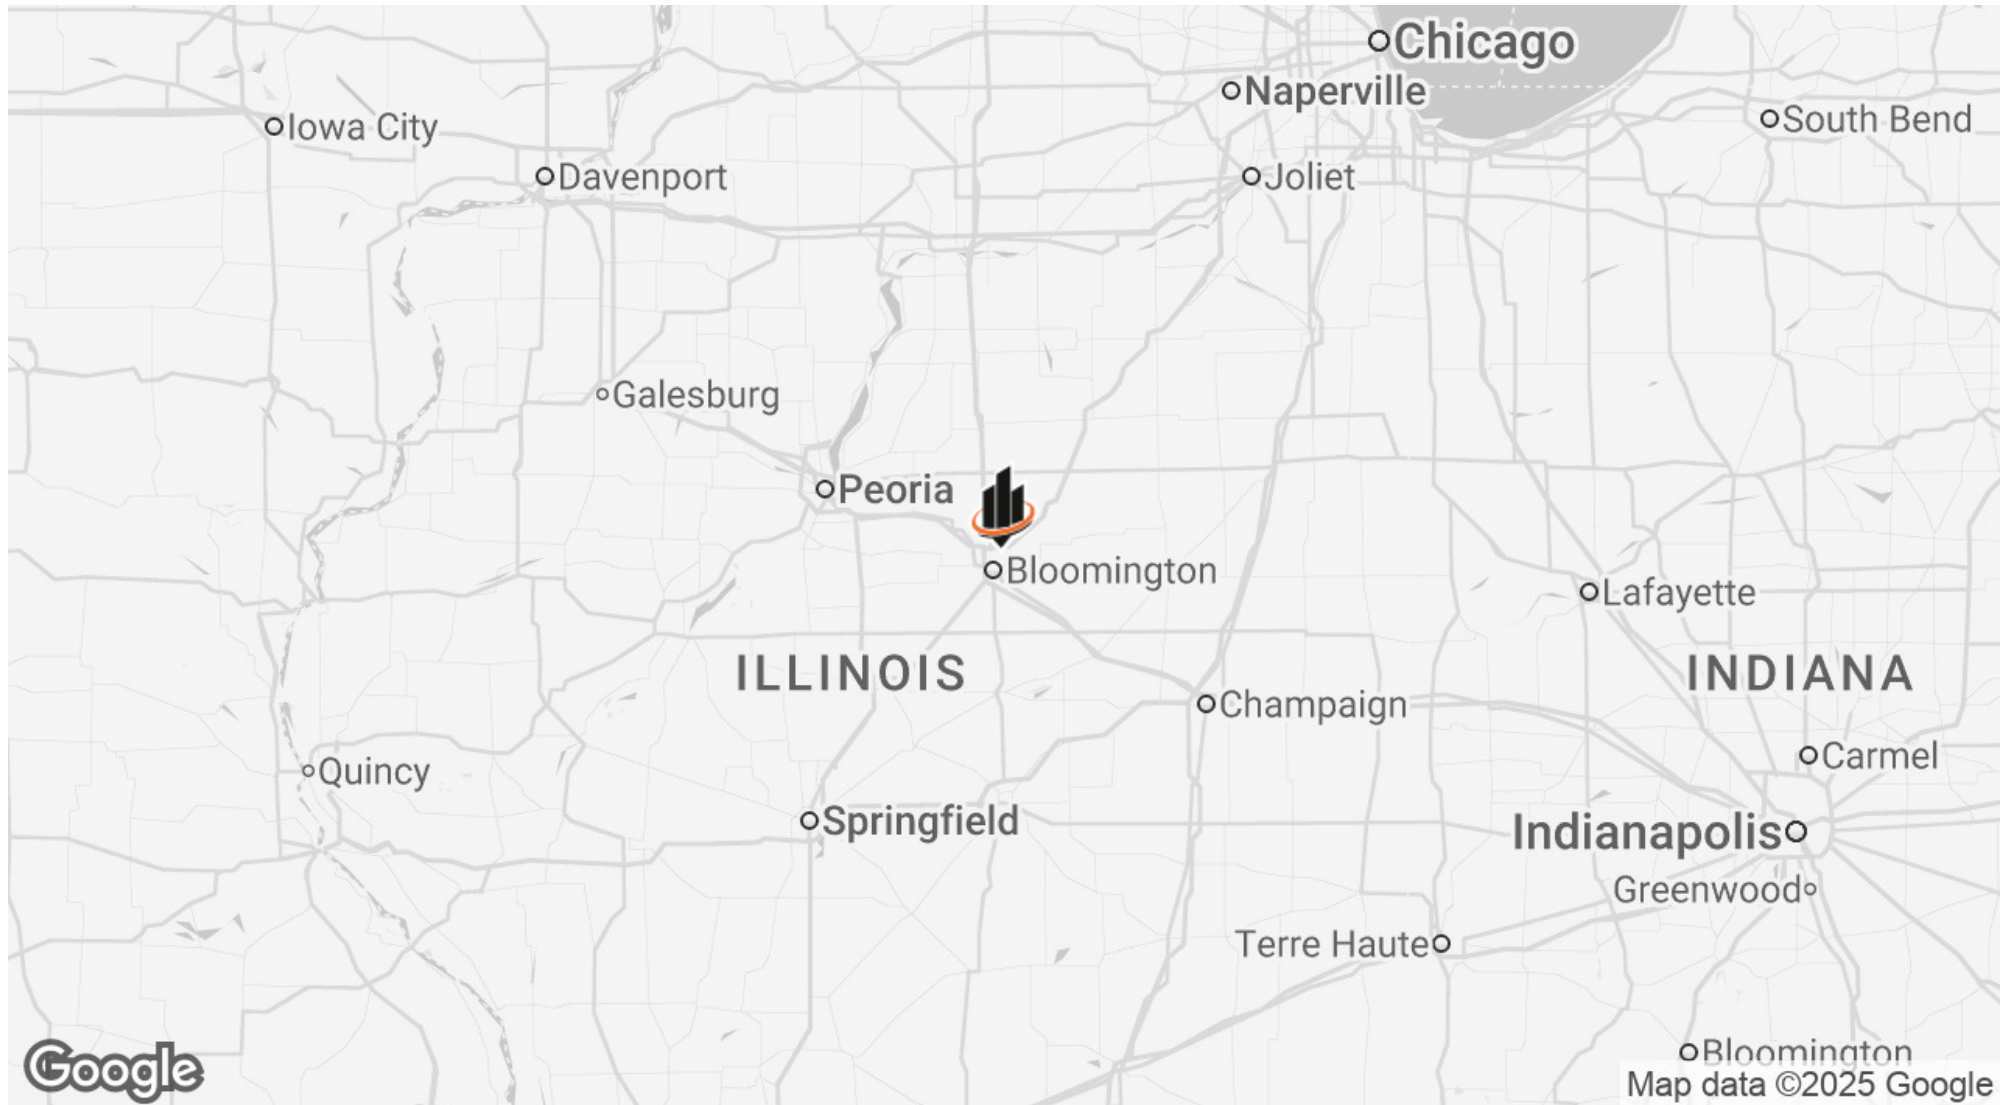 Chicago
Naperville
South Bend
Iowa City
Davenport
Joliet
Galesburg
Peoria
Bloomington
Lafayette
ILLINOIS
INDIANA
Champaign
Carmel
Quincy
Springfield
Indianapolis
Greenwood
Terre Haute
Bloomington
Google
Map data ©2025 Google